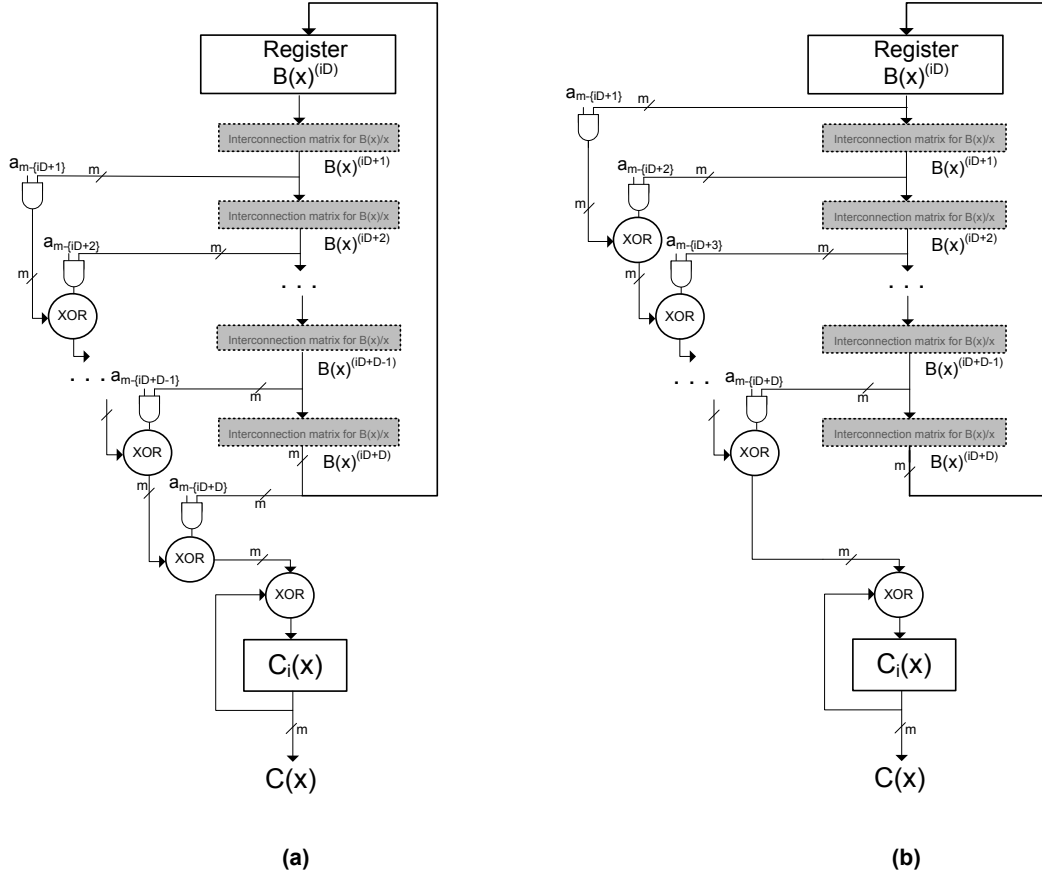 Register
B(x)^(iD)
m
Interconnection matrix for B(x)/x
B(x)^(iD+1)
a_m-{iD+1}
m
Interconnection matrix for B(x)/x
B(x)^(iD+2)
a_m-{iD+2}
m
m
XOR
. . .
Interconnection matrix for B(x)/x
B(x)^(iD+D-1)
. . .
a_m-{iD+D-1}
m
Interconnection matrix for B(x)/x
B(x)^(iD+D)
XOR
m
m
a_m-{iD+D}
m
XOR
m
XOR
C_i(x)
m
C(x)
(a)
Register
B(x)^(iD)
a_m-{iD+1}
m
Interconnection matrix for B(x)/x
B(x)^(iD+1)
a_m-{iD+2}
m
m
Interconnection matrix for B(x)/x
B(x)^(iD+2)
XOR
a_m-{iD+3}
m
m
XOR
. . .
Interconnection matrix for B(x)/x
B(x)^(iD+D-1)
. . .
a_m-{iD+D}
m
Interconnection matrix for B(x)/x
B(x)^(iD+D)
XOR
m
m
XOR
C_i(x)
m
C(x)
(b)